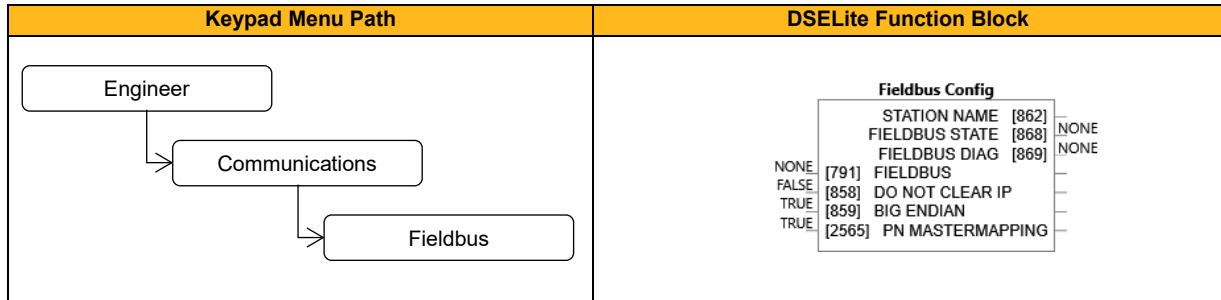 Keypad Menu Path
DSELite Function Block
Engineer
Communications
Fieldbus
Fieldbus Config
STATION NAME [862]
FIELDBUS STATE [868] NONE
FIELDBUS DIAG [869] NONE
NONE [791] FIELDBUS
FALSE [858] DO NOT CLEAR IP
TRUE [859] BIG ENDIAN
TRUE [2565] PN MASTERMAPPING